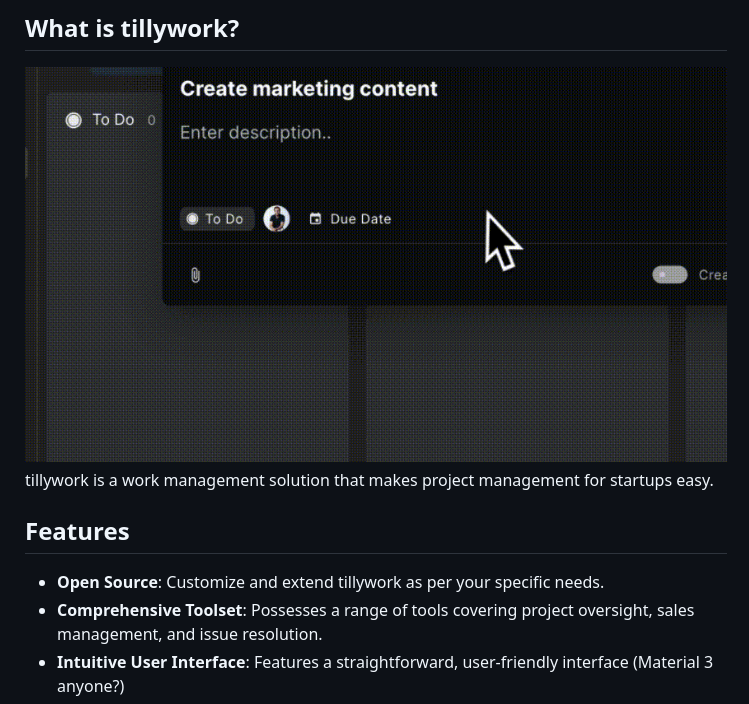 What is tillywork?
Create marketing content
To Do 0
Enter description..
To Do Due Date
Crea
tillywork is a work management solution that makes project management for startups easy.
Features
• Open Source: Customize and extend tillywork as per your specific needs.
• Comprehensive Toolset: Possesses a range of tools covering project oversight, sales
management, and issue resolution.
• Intuitive User Interface: Features a straightforward, user-friendly interface (Material 3
anyone?)